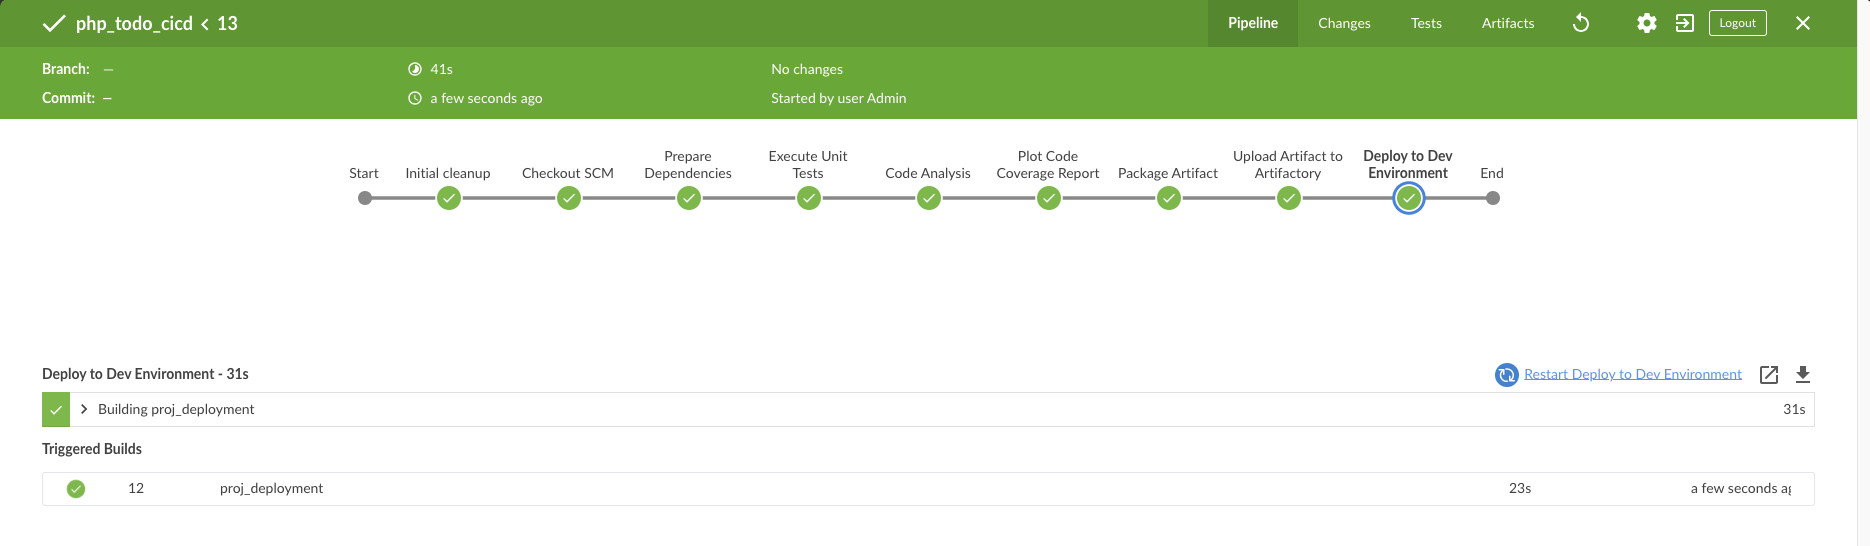 php_todo_cicd < 13
Pipeline
Changes
Tests
Artifacts
Logout
Branch: —
41s
No changes
Commit: —
a few seconds ago
Started by user Admin
Start
Initial cleanup
Checkout SCM
Prepare
Dependencies
Execute Unit
Tests
Code Analysis
Plot Code
Coverage Report
Package Artifact
Upload Artifact to
Artifactory
Deploy to Dev
Environment
End
Deploy to Dev Environment - 31s
Restart Deploy to Dev Environment
Building proj_deployment
31s
Triggered Builds
12
proj_deployment
23s
a few seconds ag